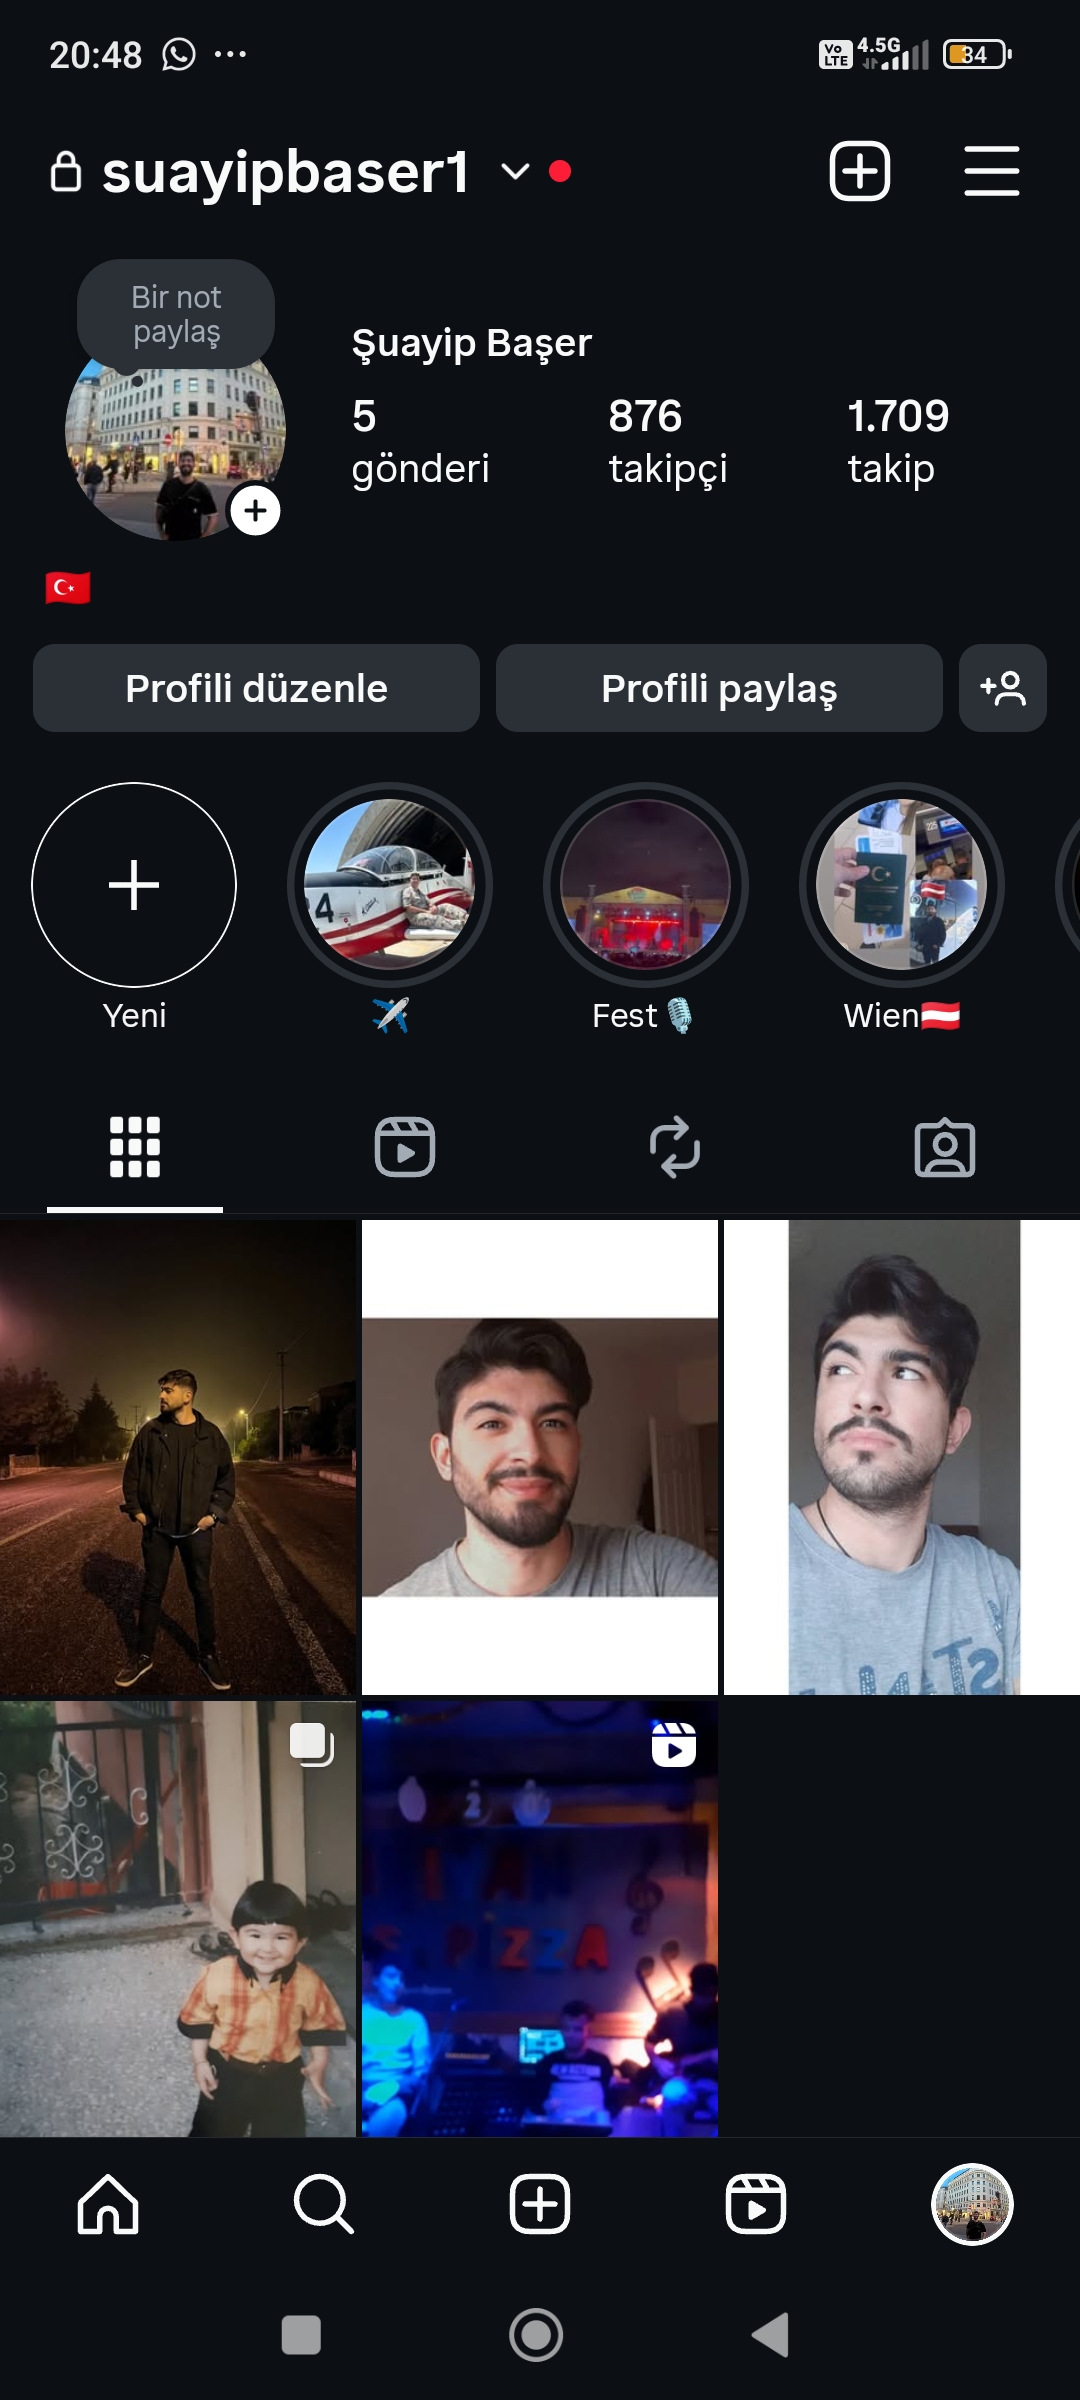 20:48
Vo LTE 4.5G 34
suayipbaser1
Bir not
paylaş
Şuayip Başer
5 876 1.709
gönderi takipçi takip
Profili düzenle Profili paylaş
Yeni Fest Wien
PIZZA